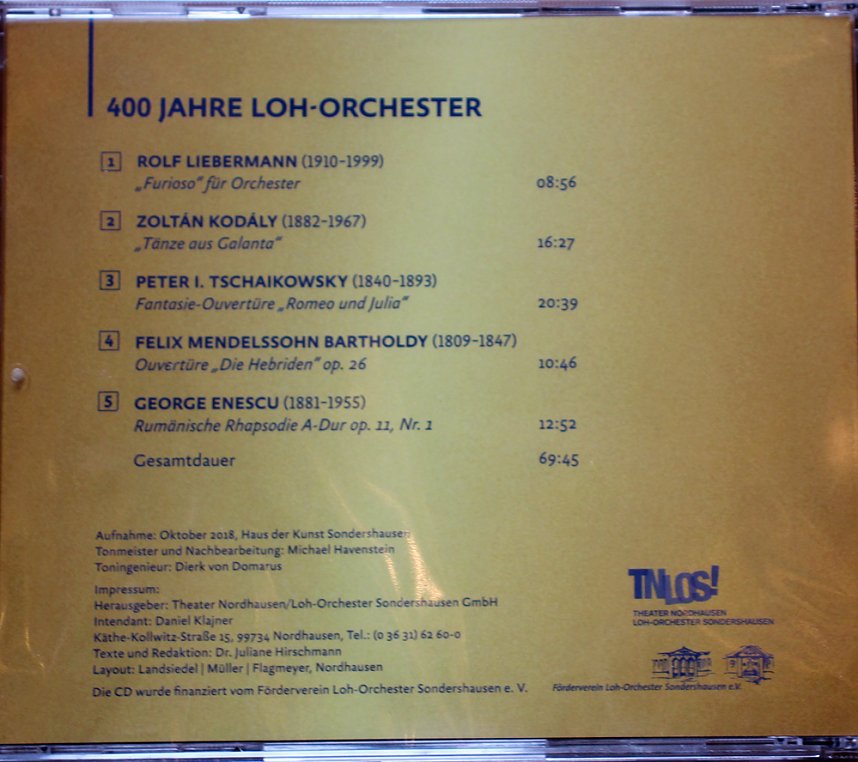 400 JAHRE LOH-ORCHESTER
1 ROLF LIEBERMANN (1910–1999)
„Furioso“ für Orchester 08:56
2 ZOLTÁN KODÁLY (1882–1967)
„Tänze aus Galanta“ 16:27
3 PETER I. TSCHAIKOWSKY (1840–1893)
Fantasie-Ouvertüre „Romeo und Julia“ 20:39
4 FELIX MENDELSSOHN BARTHOLDY (1809–1847)
Ouvertüre „Die Hebriden“ op. 26 10:46
5 GEORGE ENESCU (1881–1955)
Rumänische Rhapsodie A-Dur op. 11, Nr. 1 12:52
Gesamtdauer 69:45
Aufnahme: Oktober 2018, Haus der Kunst Sondershausen
Tonmeister und Nachbearbeitung: Michael Havenstein
Toningenieur: Dierk von Domarus
Impressum:
Herausgeber: Theater Nordhausen/Loh-Orchester Sondershausen GmbH
Intendant: Daniel Klajner
Käthe-Kollwitz-Straße 15, 99734 Nordhausen, Tel.: (0 36 31) 62 60-0
Texte und Redaktion: Dr. Juliane Hirschmann
Layout: Landsiedel | Müller | Flagmeyer, Nordhausen
Die CD wurde finanziert vom Förderverein Loh-Orchester Sondershausen e. V.
TNLOS!
THEATER NORDHAUSEN
LOH-ORCHESTER SONDERSHAUSEN
Förderverein Loh-Orchester Sondershausen e.V.